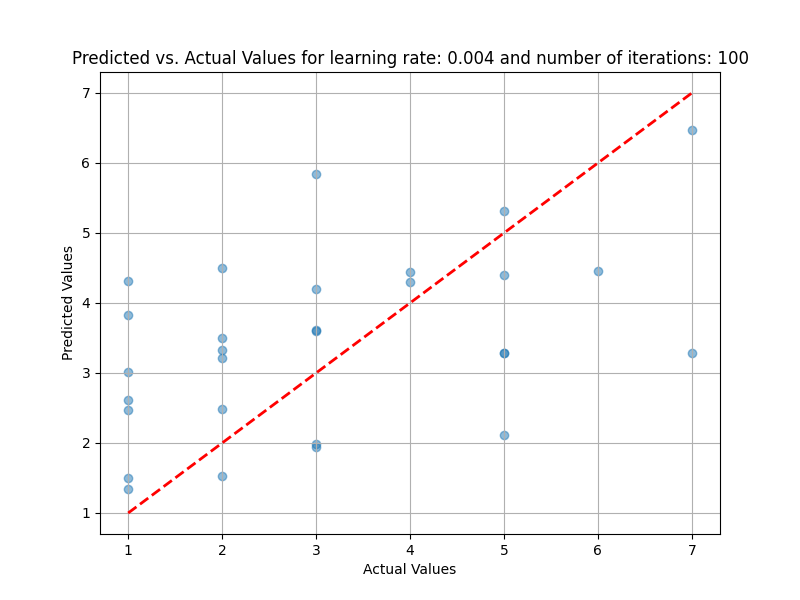 Predicted vs. Actual Values for learning rate: 0.004 and number of iterations: 100
7
6
5
4
3
2
1
Predicted Values
1 2 3 4 5 6 7
Actual Values